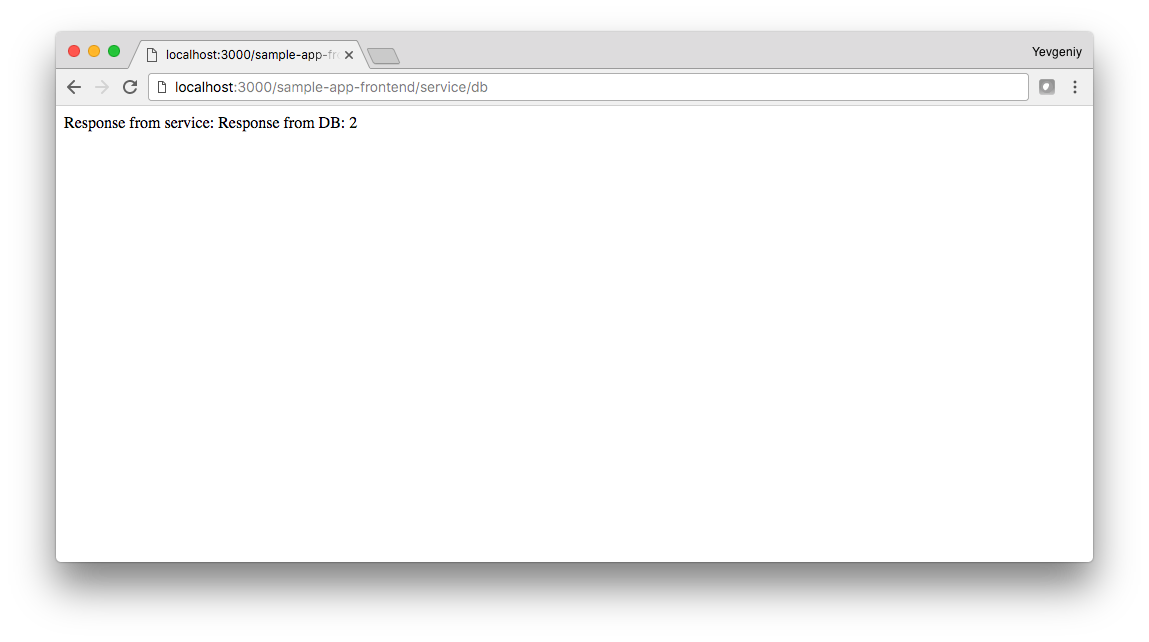 localhost:3000/sample-app-fr
Yevgeniy
localhost:3000/sample-app-frontend/service/db
Response from service: Response from DB: 2